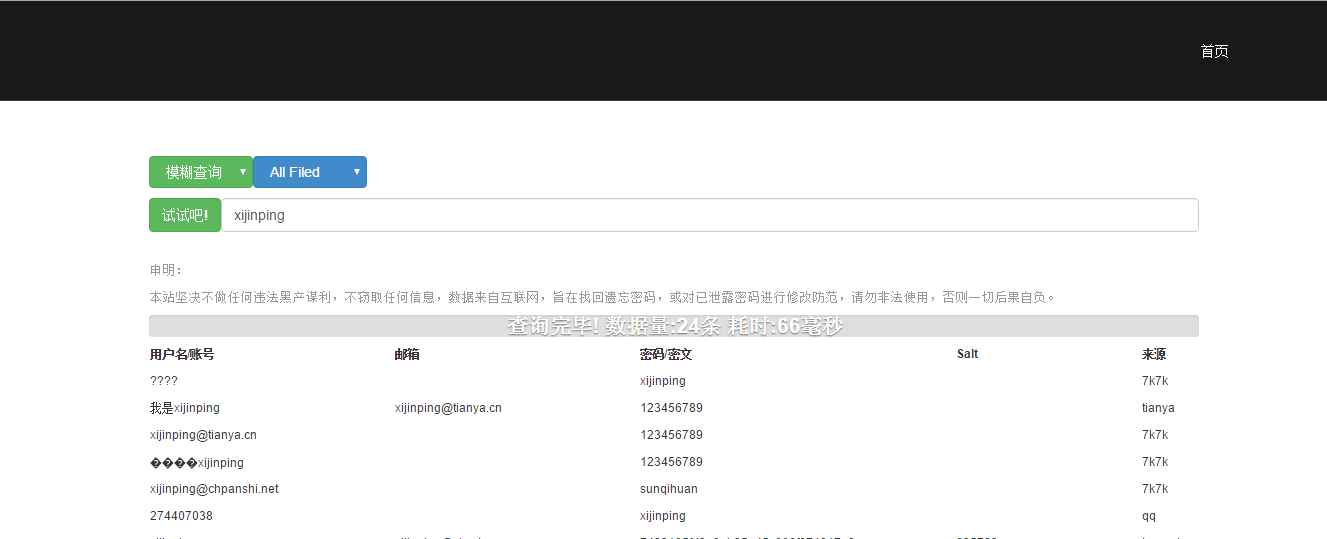 首页
模糊查询 ▾ All Filed ▾
试试吧! xijinping
申明:
本站坚决不做任何违法黑产谋利，不窃取任何信息，数据来自互联网，旨在找回遗忘密码，或对已泄露密码进行修改防范，请勿非法使用，否则一切后果自负。
查询完毕! 数据量:24条 耗时:66毫秒
用户名/账号 邮箱 密码/密文 Salt 来源
???? xijinping 7k7k
我是xijinping xijinping@tianya.cn 123456789 tianya
xijinping@tianya.cn 123456789 7k7k
����xijinping 123456789 7k7k
xijinping@chpanshi.net sunqihuan 7k7k
274407038 xijinping qq